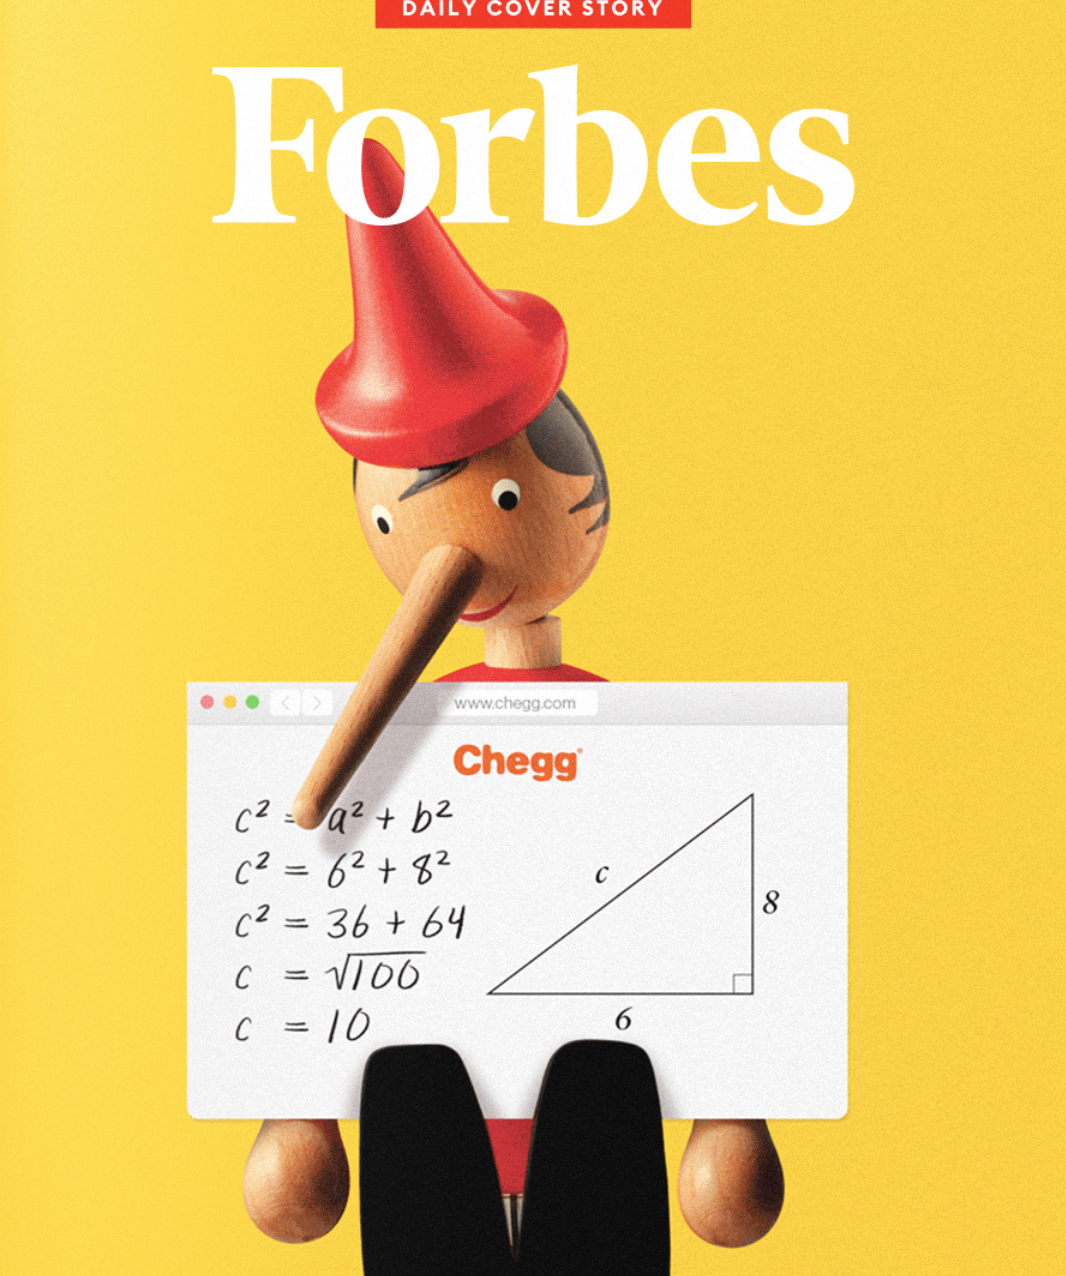 DAILY COVER STORY
Forbes
www.chegg.com
Chegg®
c² = a² + b²
c² = 6² + 8²
c² = 36 + 64
c = √100
c = 10
c
8
6